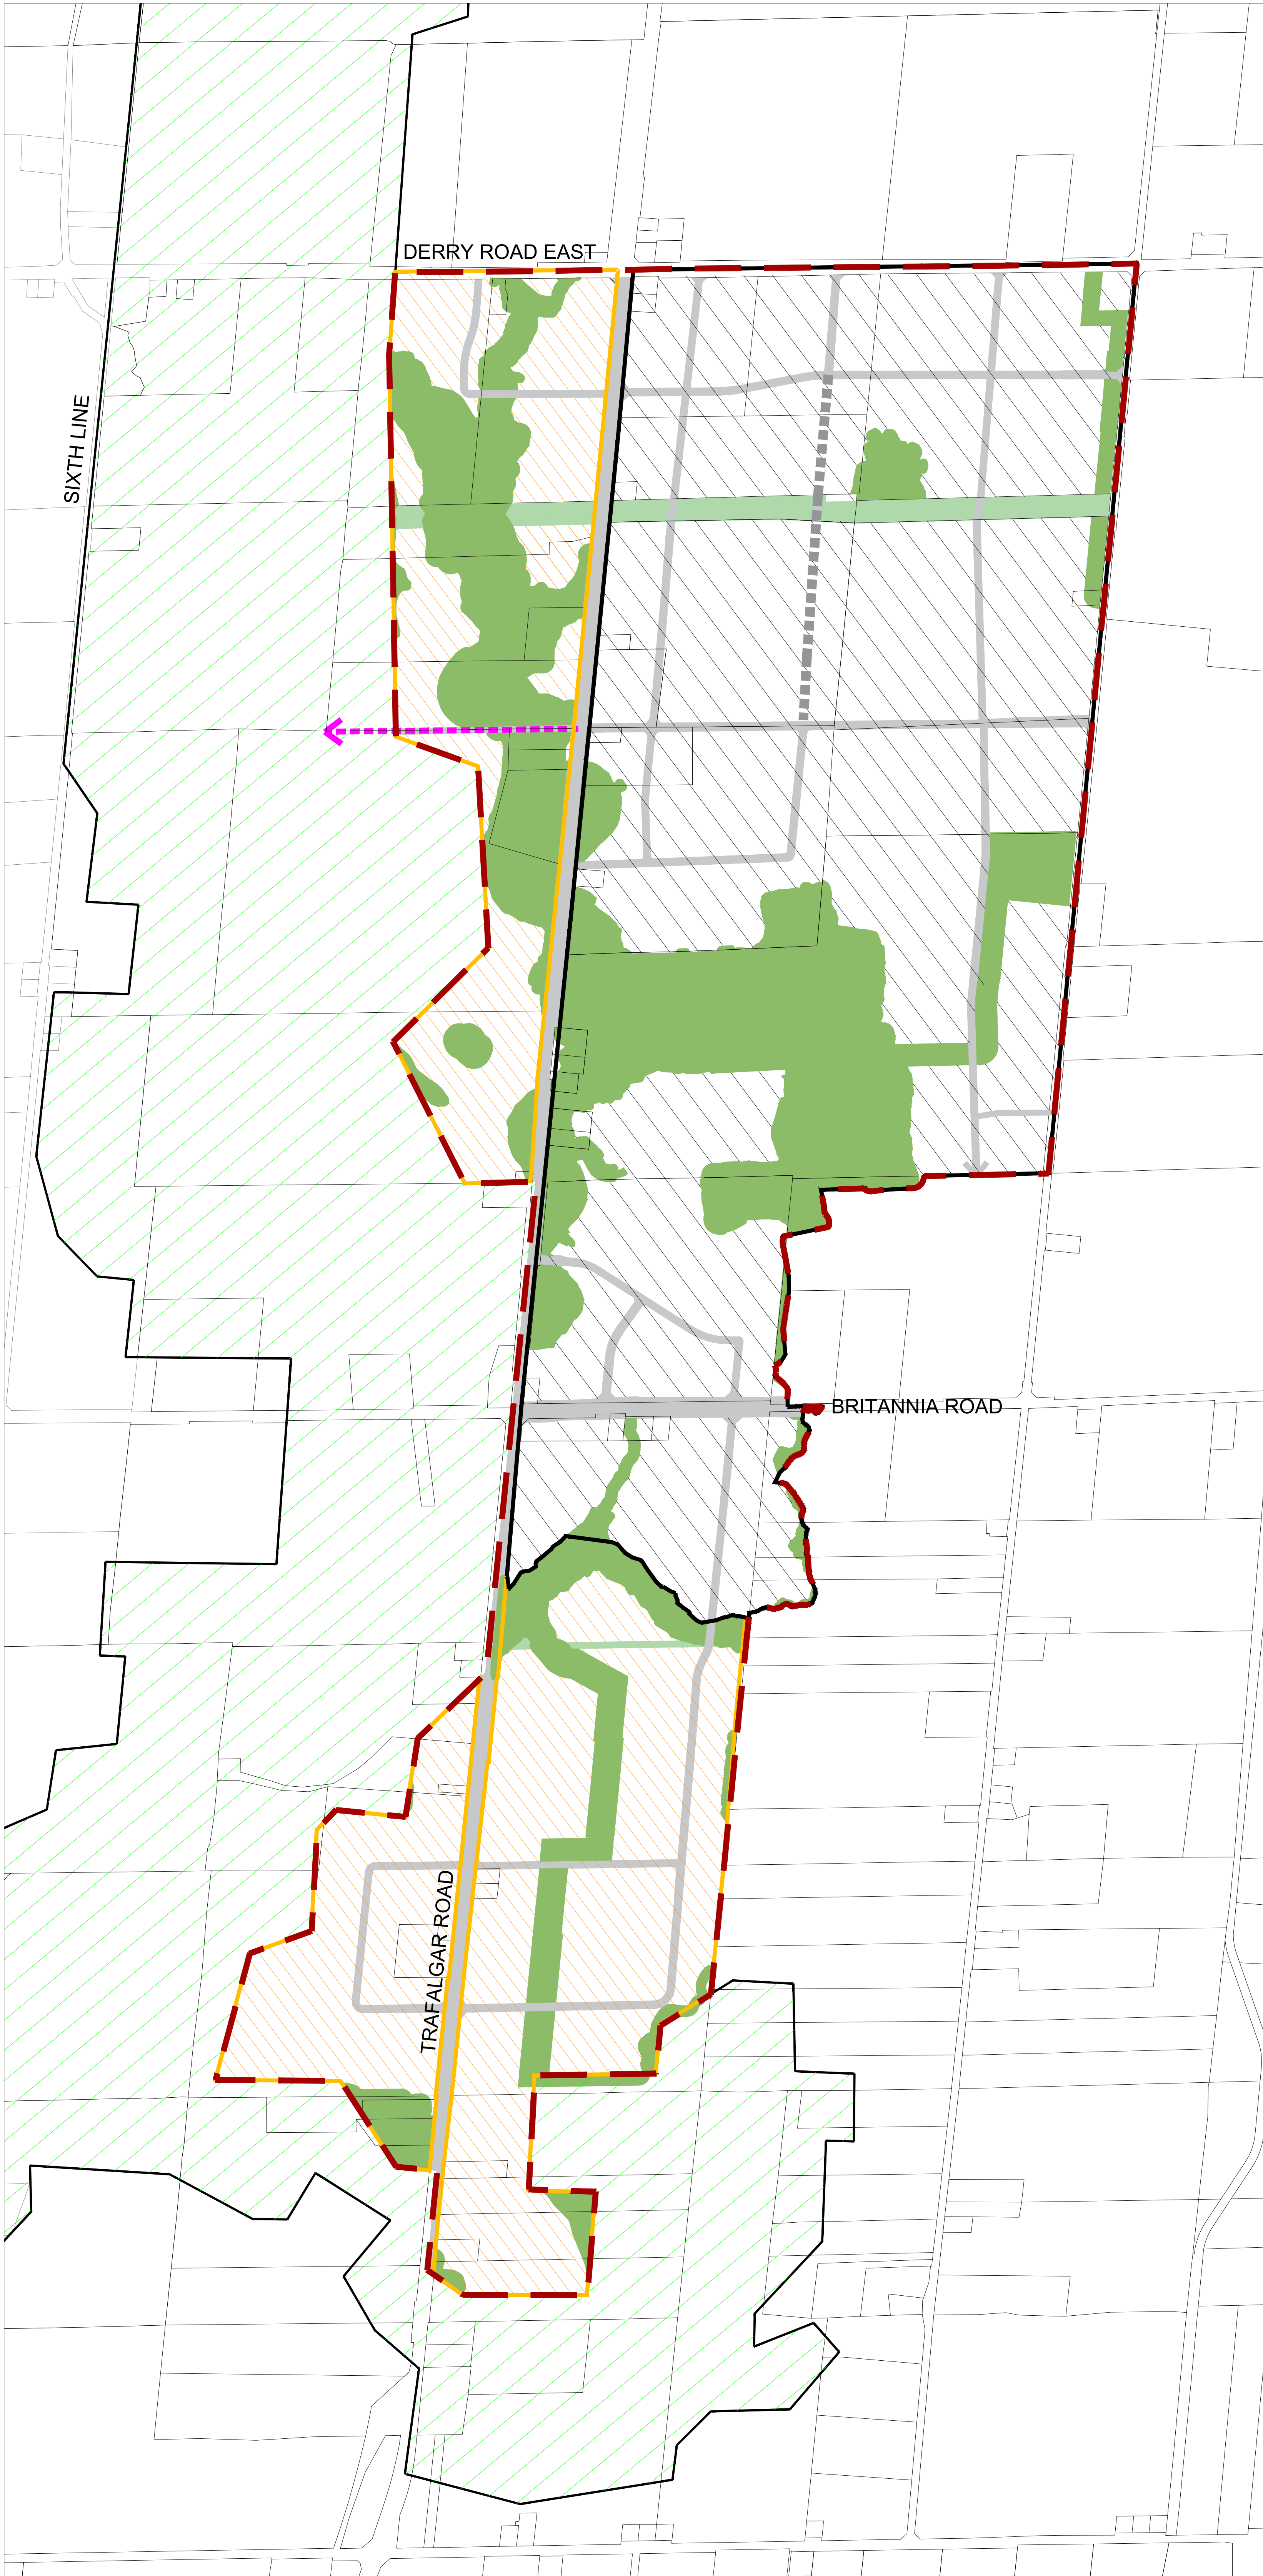 DERRY ROAD EAST
SIXTH LINE
BRITANNIA ROAD
TRAFALGAR ROAD